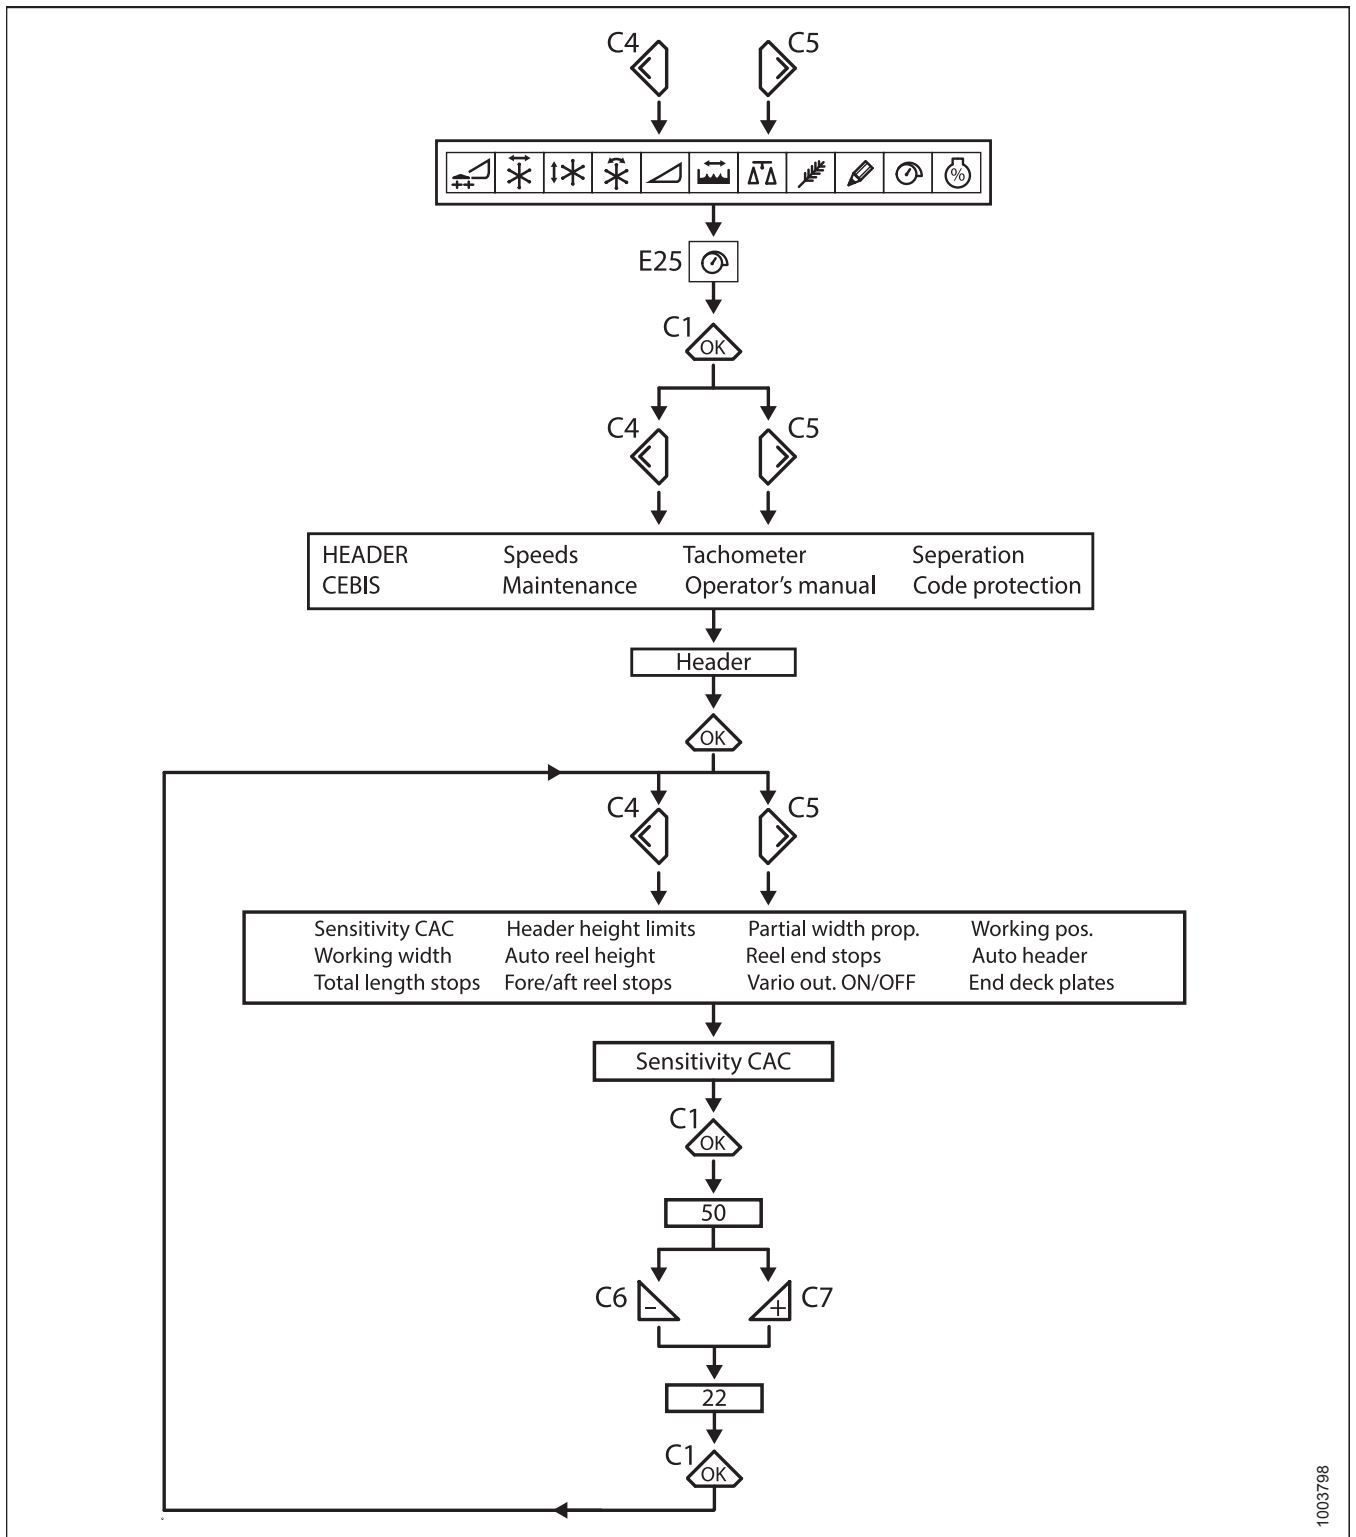 C4 C5
%
E25
C1
OK
C4 C5
HEADER Speeds Tachometer Seperation
CEBIS Maintenance Operator's manual Code protection
Header
OK
C4 C5
Sensitivity CAC Header height limits Partial width prop. Working pos.
Working width Auto reel height Reel end stops Auto header
Total length stops Fore/aft reel stops Vario out. ON/OFF End deck plates
Sensitivity CAC
C1
OK
50
C6 - + C7
22
C1
OK
1003798